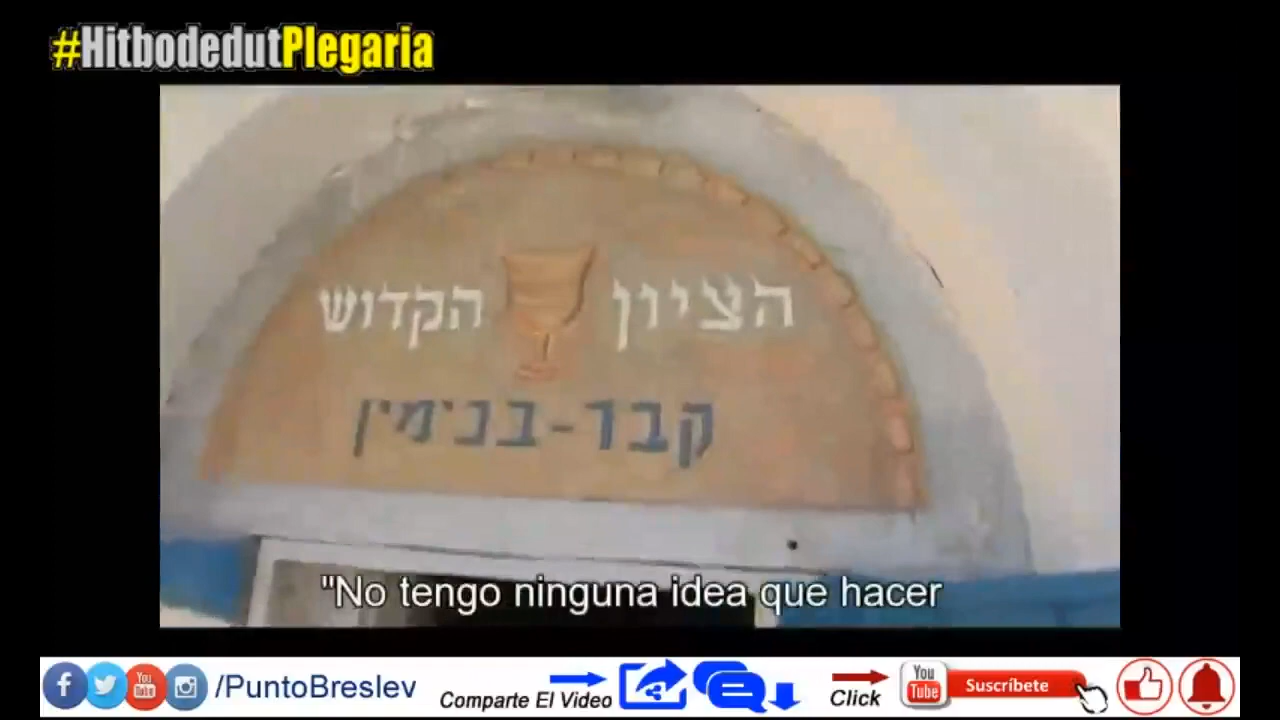 #HitbodedutPlegaria
הציון הקדוש
קבר-בנימין
"No tengo ninguna idea que hacer
/PuntoBreslev
Comparte El Video
Click
You Tube
Suscríbete